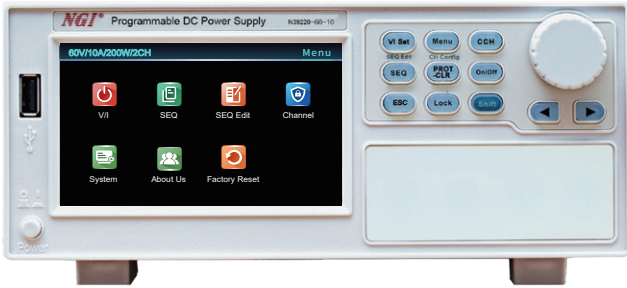 NGI® Programmable DC Power Supply N39220-60-10
60V/10A/200W/2CH Menu
V/I SEQ SEQ Edit Channel
System About Us Factory Reset
VI Set Menu CCH
SEQ Edit CH Config
SEQ PROT -CLR On/Off
ESC Lock Shift
Power